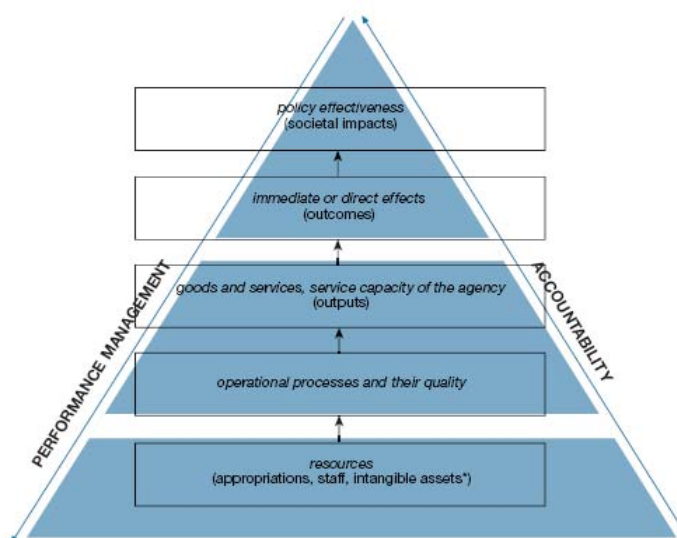 policy effectiveness
(societal impacts)
immediate or direct effects
(outcomes)
goods and services, service capacity of the agency
(outputs)
operational processes and their quality
resources
(appropriations, staff, intangible assets*)
PERFORMANCE MANAGEMENT
ACCOUNTABILITY